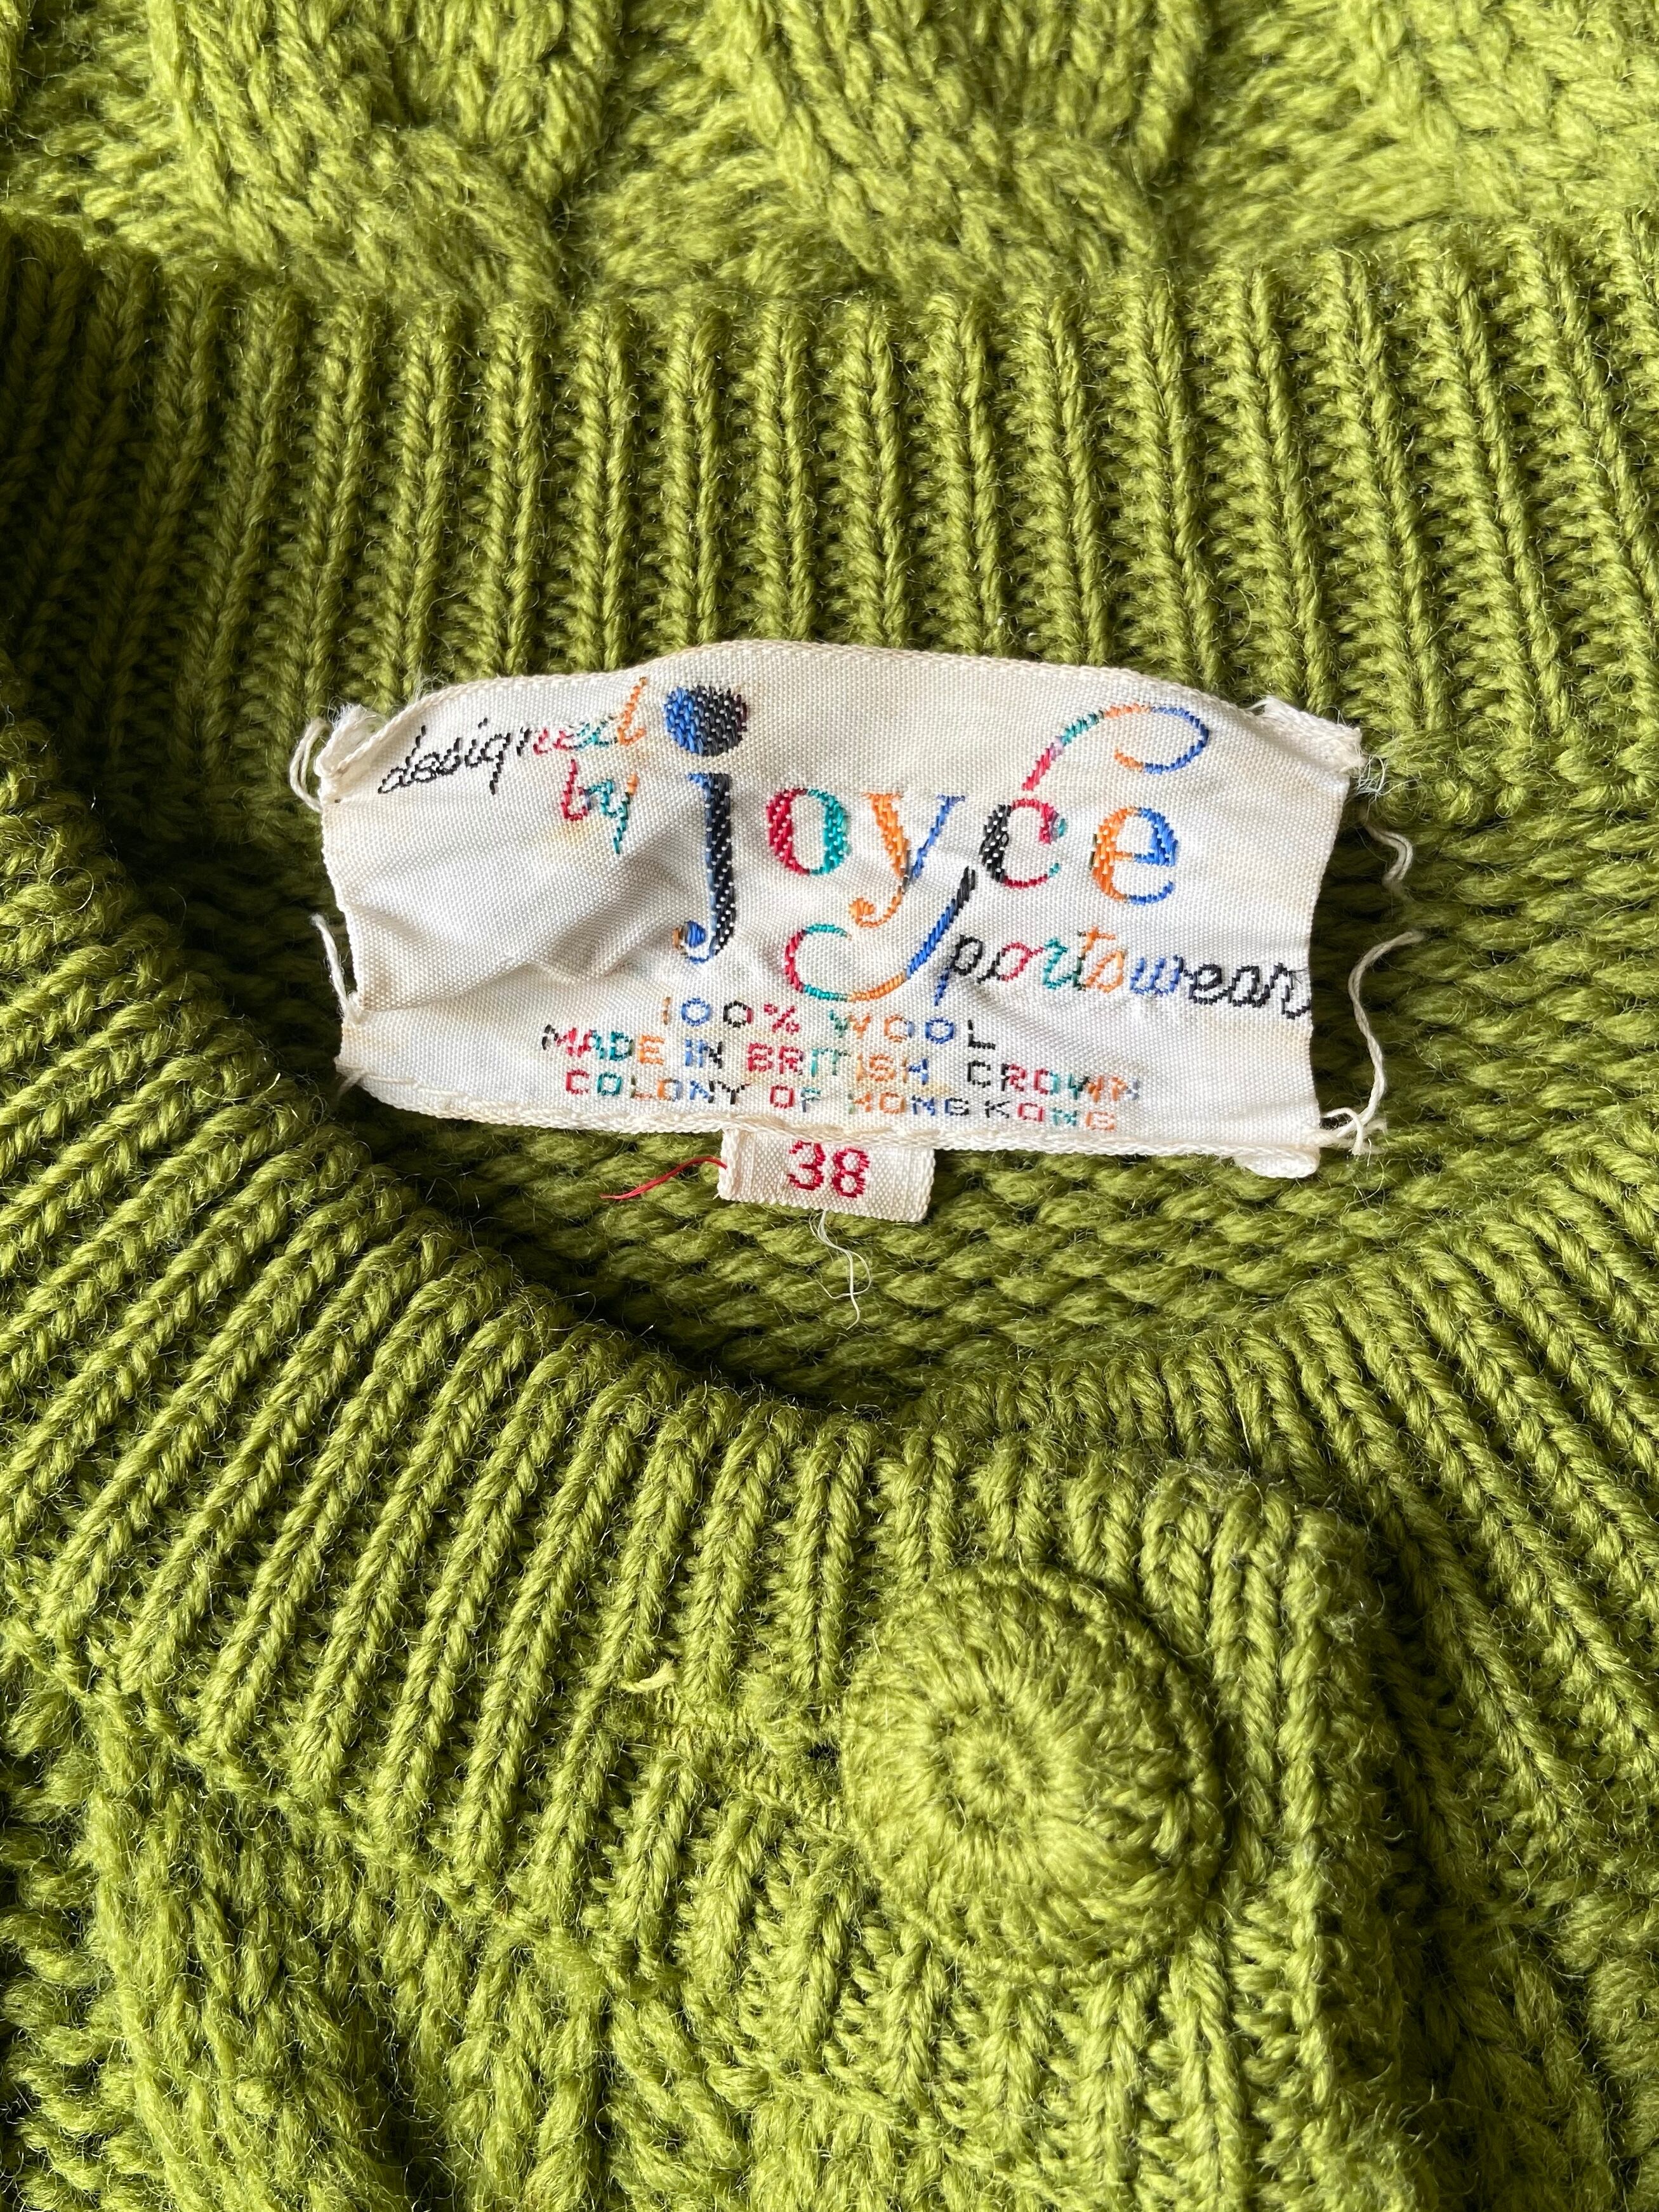 designed
by
joyce
Sportswear
100% WOOL
MADE IN BRITISH CROWN
COLONY OF HONG KONG
38